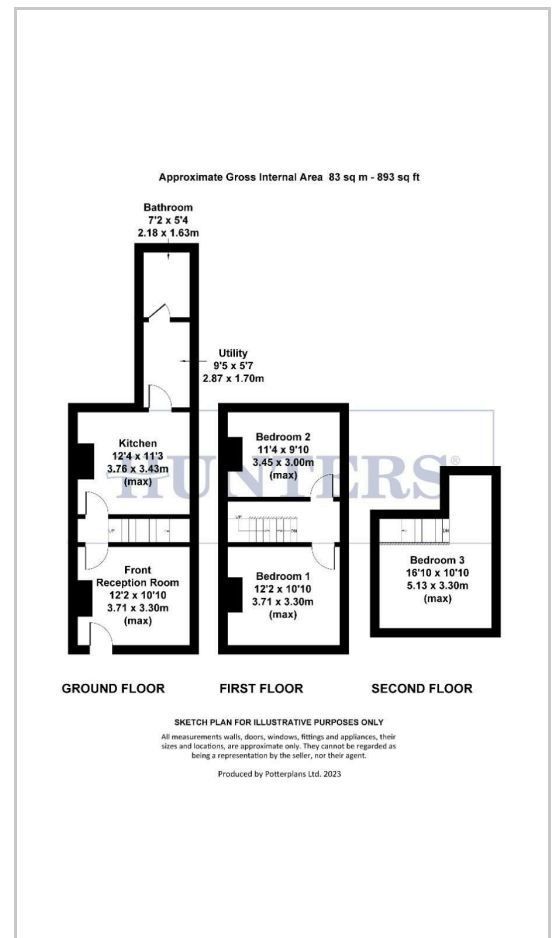 Approximate Gross Internal Area 83 sq m - 893 sq ft
Bathroom
7'2 x 5'4
2.18 x 1.63m
Utility
9'5 x 5'7
2.87 x 1.70m
Kitchen
12'4 x 11'3
3.76 x 3.43m
(max)
UP
Front
Reception Room
12'2 x 10'10
3.71 x 3.30m
(max)
Bedroom 2
11'4 x 9'10
3.45 x 3.00m
(max)
HUNTERS®
UP
DN
Bedroom 1
12'2 x 10'10
3.71 x 3.30m
(max)
DN
Bedroom 3
16'10 x 10'10
5.13 x 3.30m
(max)
GROUND FLOOR
FIRST FLOOR
SECOND FLOOR
SKETCH PLAN FOR ILLUSTRATIVE PURPOSES ONLY
All measurements walls, doors, windows, fittings and appliances, their
sizes and locations, are approximate only. They cannot be regarded as
being a representation by the seller, nor their agent.
Produced by Potterplans Ltd. 2023